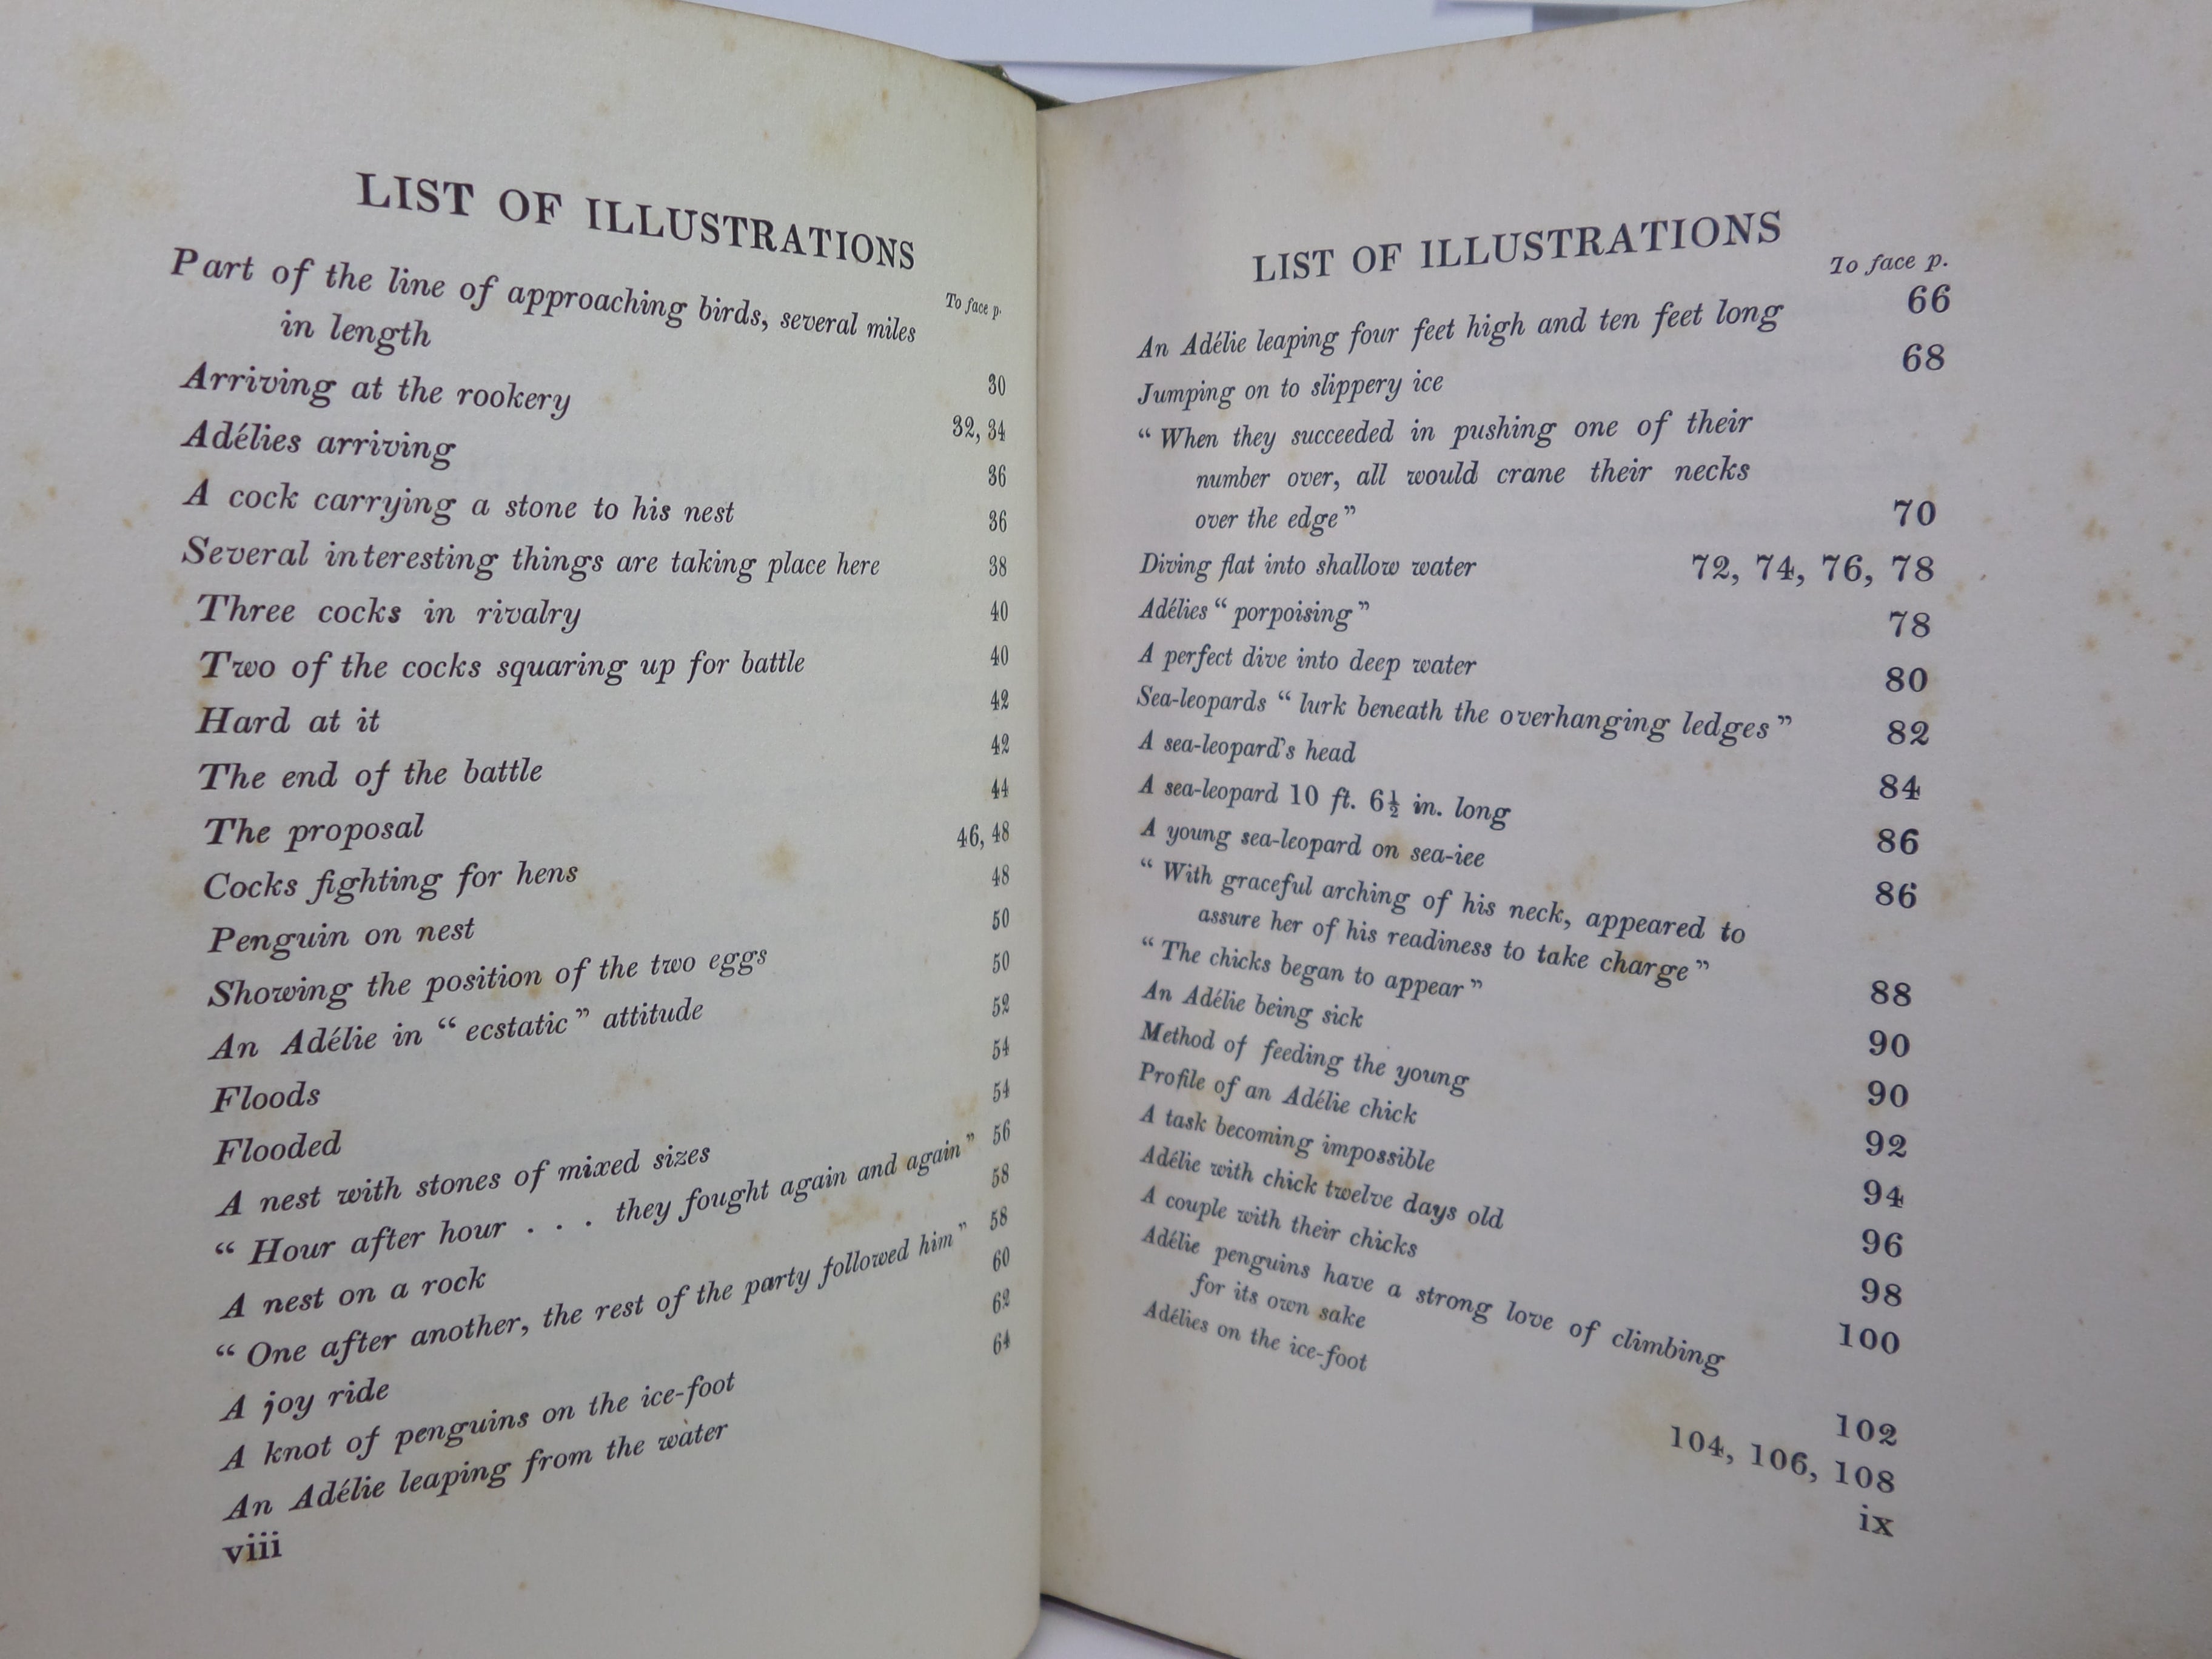 LIST OF ILLUSTRATIONS
To face p.
Part of the line of approaching birds, several miles
in length 30
Arriving at the rookery 32, 34
Adélies arriving 36
A cock carrying a stone to his nest 36
Several interesting things are taking place here 38
Three cocks in rivalry 40
Two of the cocks squaring up for battle 40
Hard at it 42
The end of the battle 42
The proposal 44
Cocks fighting for hens 46, 48
Penguin on nest 48
Showing the position of the two eggs 50
An Adélie in “ ecstatic ” attitude 50
Floods 52
Flooded 54
A nest with stones of mixed sizes 54
“ Hour after hour . . . they fought again and again ” 56
A nest on a rock 58
“ One after another, the rest of the party followed him ” 58
A joy ride 60
A knot of penguins on the ice-foot 62
An Adélie leaping from the water 64
viii
LIST OF ILLUSTRATIONS
To face p.
An Adélie leaping four feet high and ten feet long 66
Jumping on to slippery ice 68
“ When they succeeded in pushing one of their
number over, all would crane their necks
over the edge ” 70
Diving flat into shallow water 72, 74, 76, 78
Adélies “ porpoising ” 78
A perfect dive into deep water 80
Sea-leopards “ lurk beneath the overhanging ledges ” 82
A sea-leopard's head 84
A sea-leopard 10 ft. 6½ in. long 86
A young sea-leopard on sea-iee 86
“ With graceful arching of his neck, appeared to
assure her of his readiness to take charge ” 88
“ The chicks began to appear ” 90
An Adélie being sick 90
Method of feeding the young 92
Profile of an Adélie chick 94
A task becoming impossible 96
Adélie with chick twelve days old 98
A couple with their chicks 100
Adélie penguins have a strong love of climbing
for its own sake 102
Adélies on the ice-foot 104, 106, 108
ix